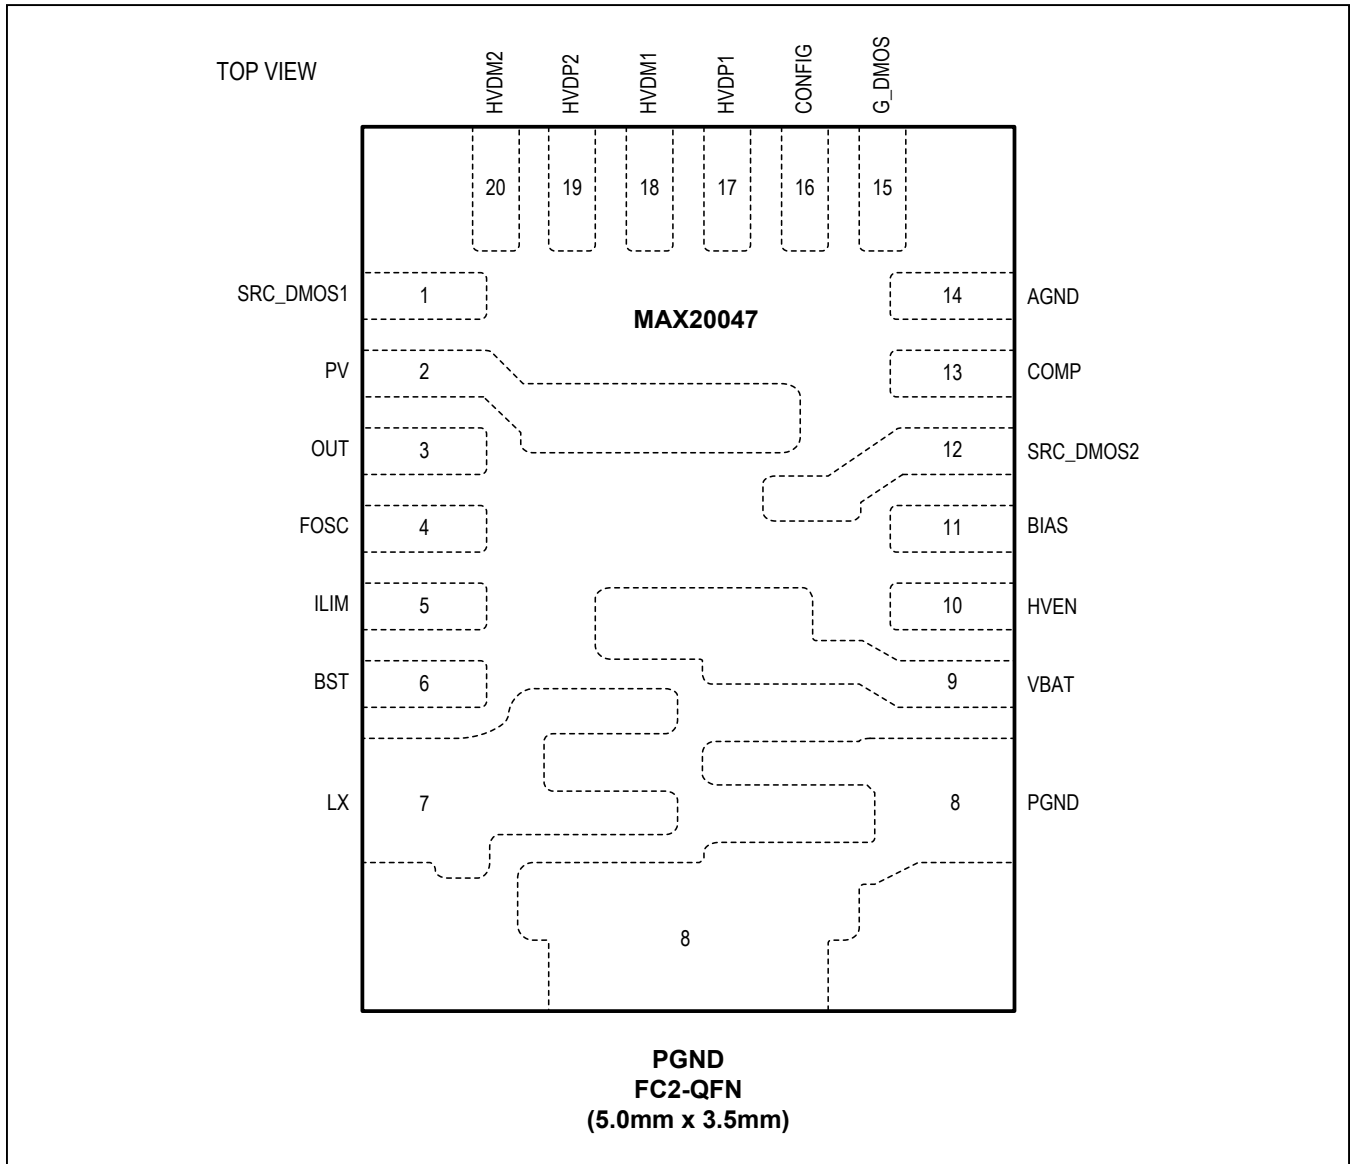 TOP VIEW
HVDM2
HVDP2
HVDM1
HVDP1
CONFIG
G_DMOS
20 19 18 17 16 15
SRC_DMOS1 1 14 AGND
MAX20047
PV 2 13 COMP
OUT 3 12 SRC_DMOS2
FOSC 4 11 BIAS
ILIM 5 10 HVEN
BST 6 9 VBAT
LX 7 8 PGND
8
PGND
FC2-QFN
(5.0mm x 3.5mm)